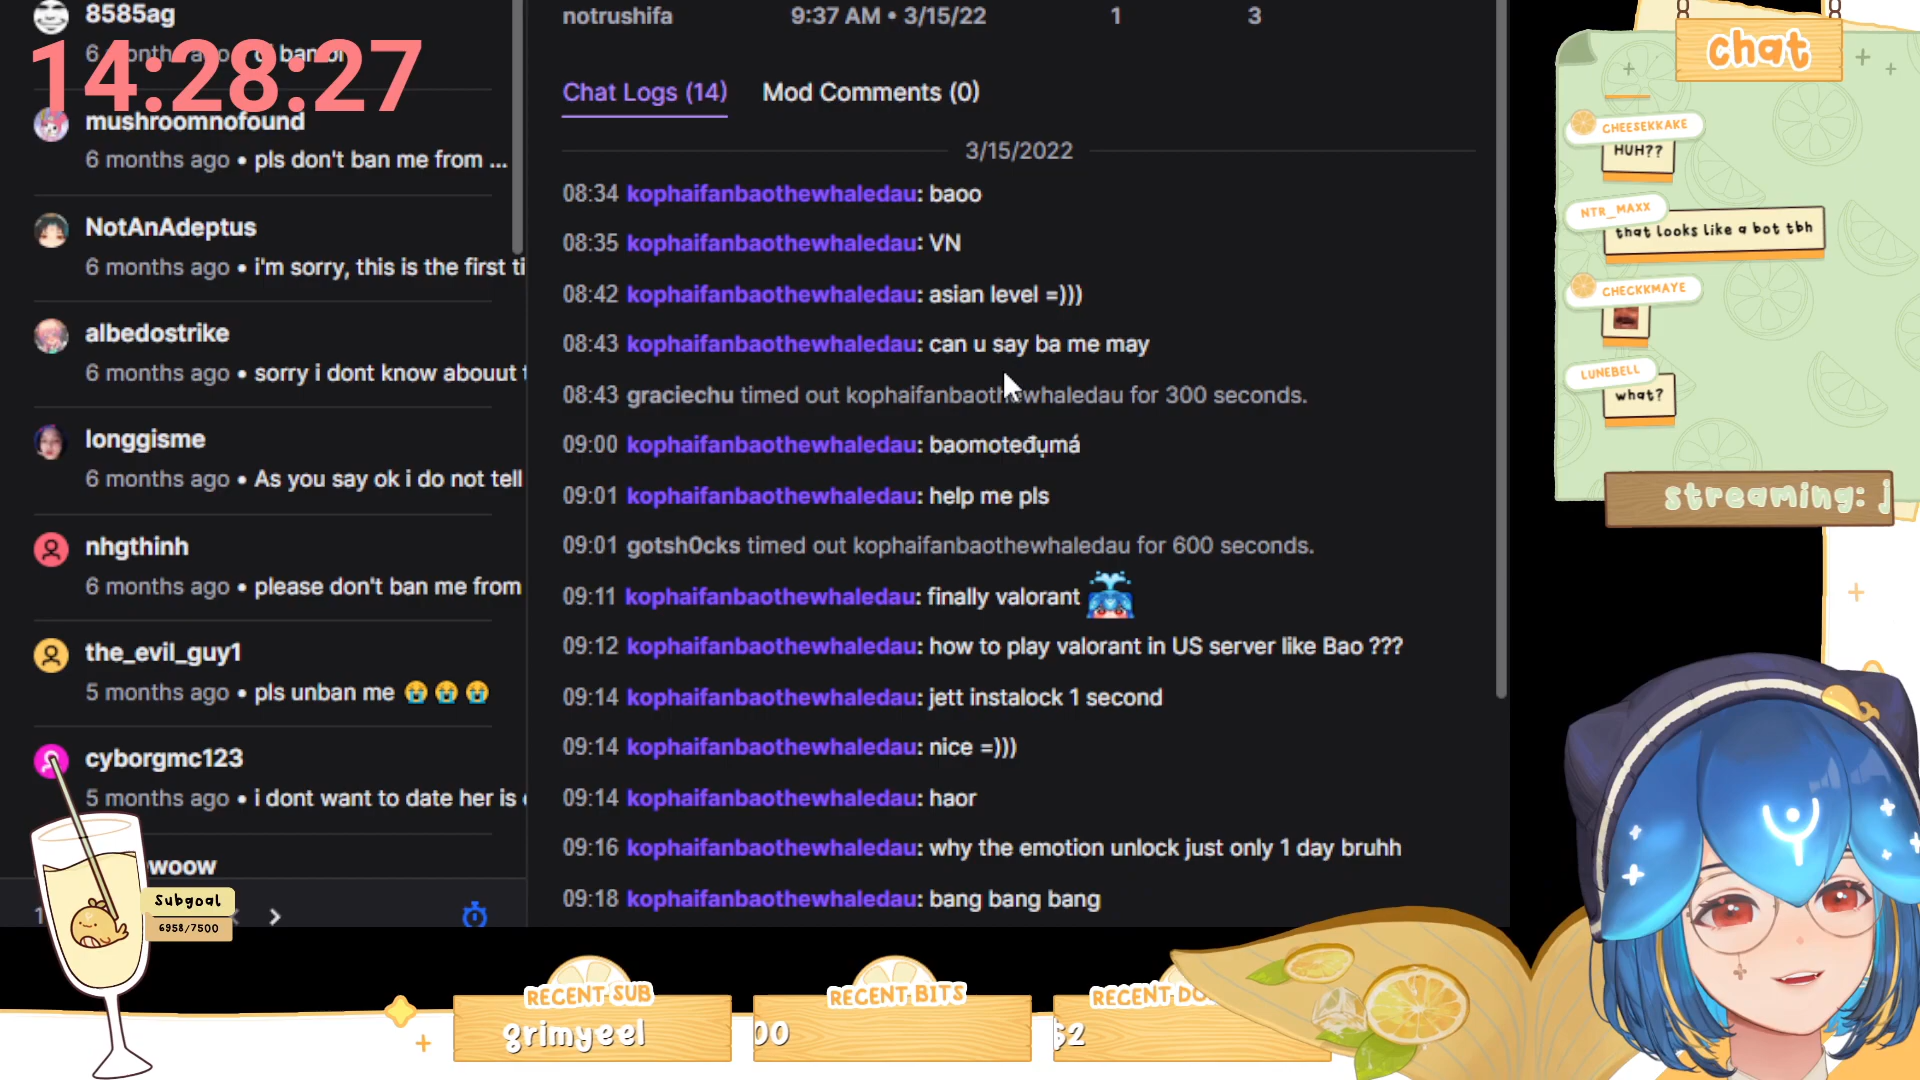 8585ag
6 months ago
14:28:27
mushroomnofound
6 months ago • pls don't ban me from ...
NotAnAdeptus
6 months ago • i'm sorry, this is the first ti
albedostrike
6 months ago • sorry i dont know abouut t
longgisme
6 months ago • As you say ok i do not tell
nhgthinh
6 months ago • please don't ban me from
the_evil_guy1
5 months ago • pls unban me 😭 😭 😭
cyborgmc123
5 months ago • i dont want to date her is
woow
Subgoal
6958/7500
notrushifa 9:37 AM • 3/15/22 1 3
Chat Logs (14) Mod Comments (0)
3/15/2022
08:34 kophaifanbaothewhaledau: baoo
08:35 kophaifanbaothewhaledau: VN
08:42 kophaifanbaothewhaledau: asian level =)))
08:43 kophaifanbaothewhaledau: can u say ba me may
08:43 graciechu timed out kophaifanbaothewhaledau for 300 seconds.
09:00 kophaifanbaothewhaledau: baomoteđụmá
09:01 kophaifanbaothewhaledau: help me pls
09:01 gotsh0cks timed out kophaifanbaothewhaledau for 600 seconds.
09:11 kophaifanbaothewhaledau: finally valorant
09:12 kophaifanbaothewhaledau: how to play valorant in US server like Bao ???
09:14 kophaifanbaothewhaledau: jett instalock 1 second
09:14 kophaifanbaothewhaledau: nice =)))
09:14 kophaifanbaothewhaledau: haor
09:16 kophaifanbaothewhaledau: why the emotion unlock just only 1 day bruhh
09:18 kophaifanbaothewhaledau: bang bang bang
chat
CHEESEKKAKE
HUH??
NTR_MAXX
that looks like a bot tbh
CHECKKMAYE
LUNEBELL
what?
streaming: j
RECENT SUB
grimyeel
RECENT BITS
00
RECENT DO
$2